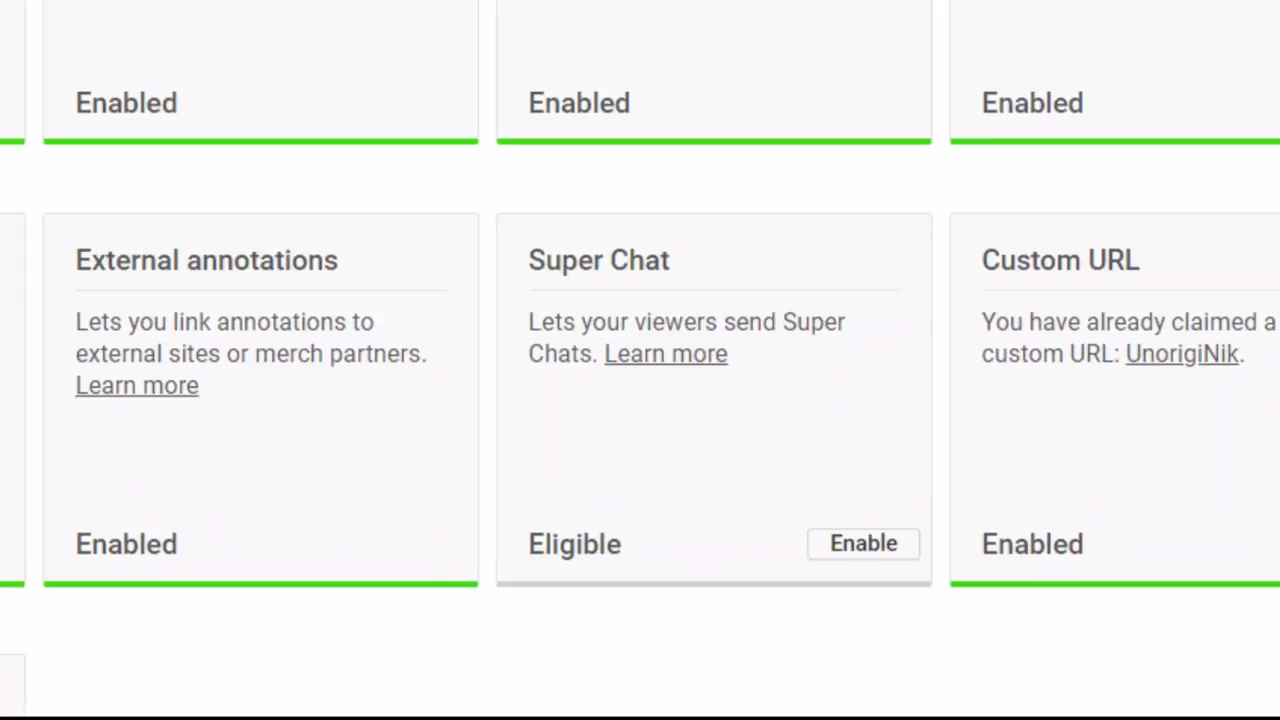 Enabled
Enabled
Enabled
External annotations
Lets you link annotations to
external sites or merch partners.
Learn more
Enabled
Super Chat
Lets your viewers send Super
Chats. Learn more
Eligible
Enable
Custom URL
You have already claimed a
custom URL: UnorigiNik.
Enabled